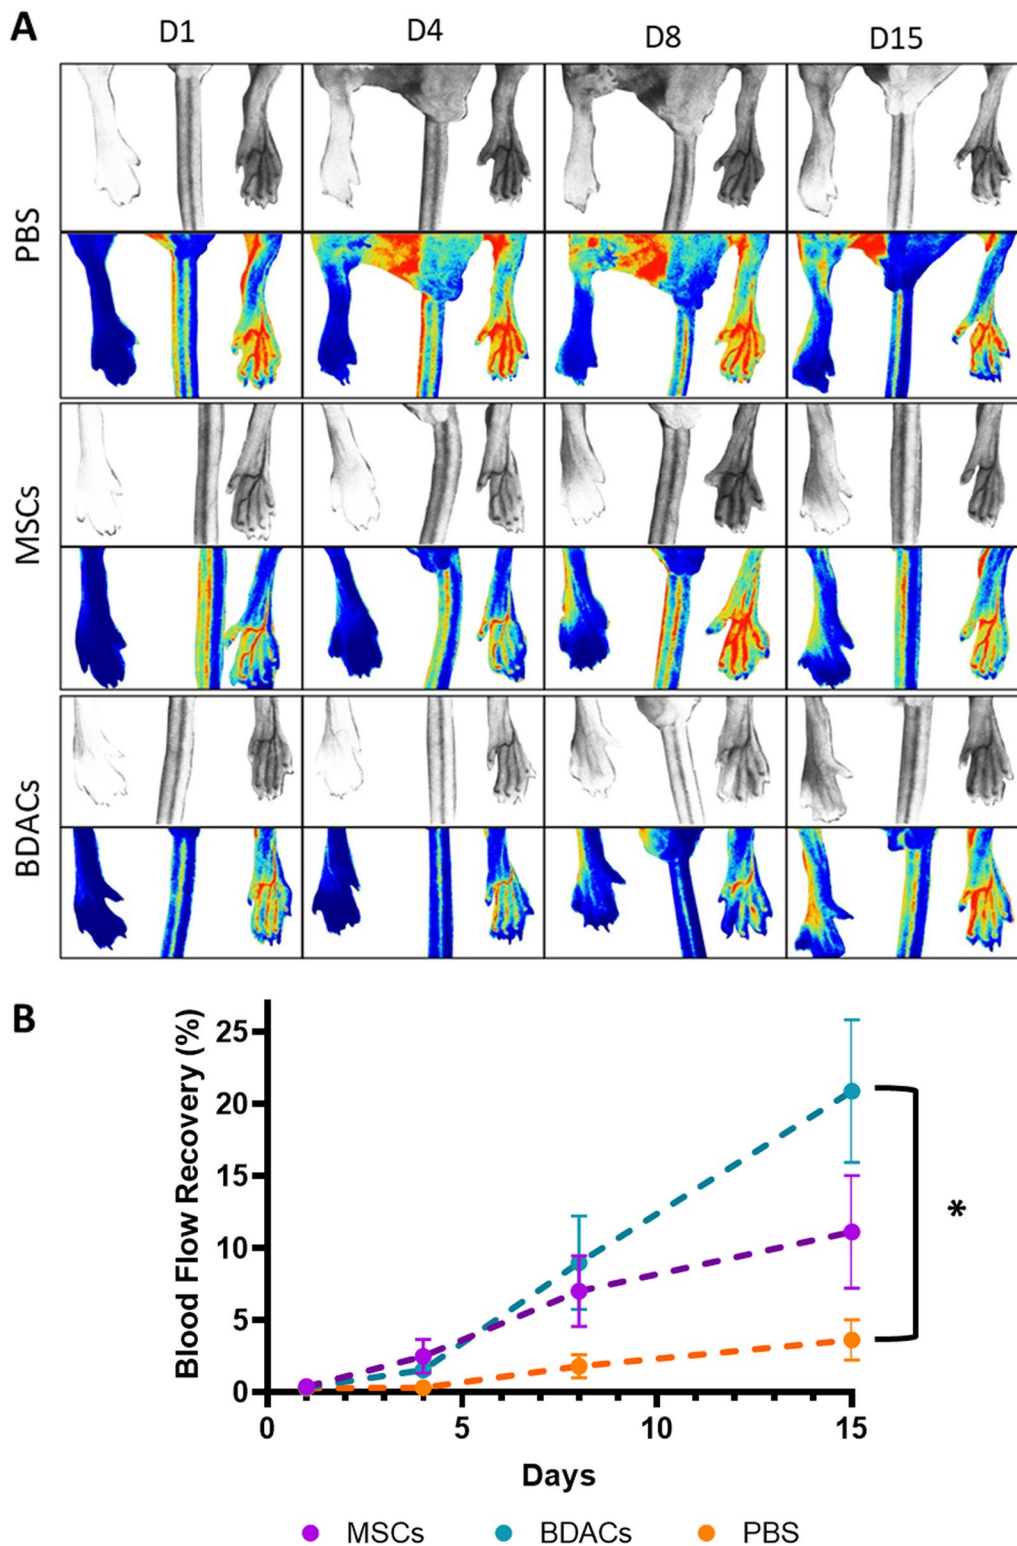 A
D1 D4 D8 D15
PBS
MSCs
BDACs
B
Blood Flow Recovery (%)
25
20
15
10
5
0
*
0 5 10 15
Days
MSCs BDACs PBS